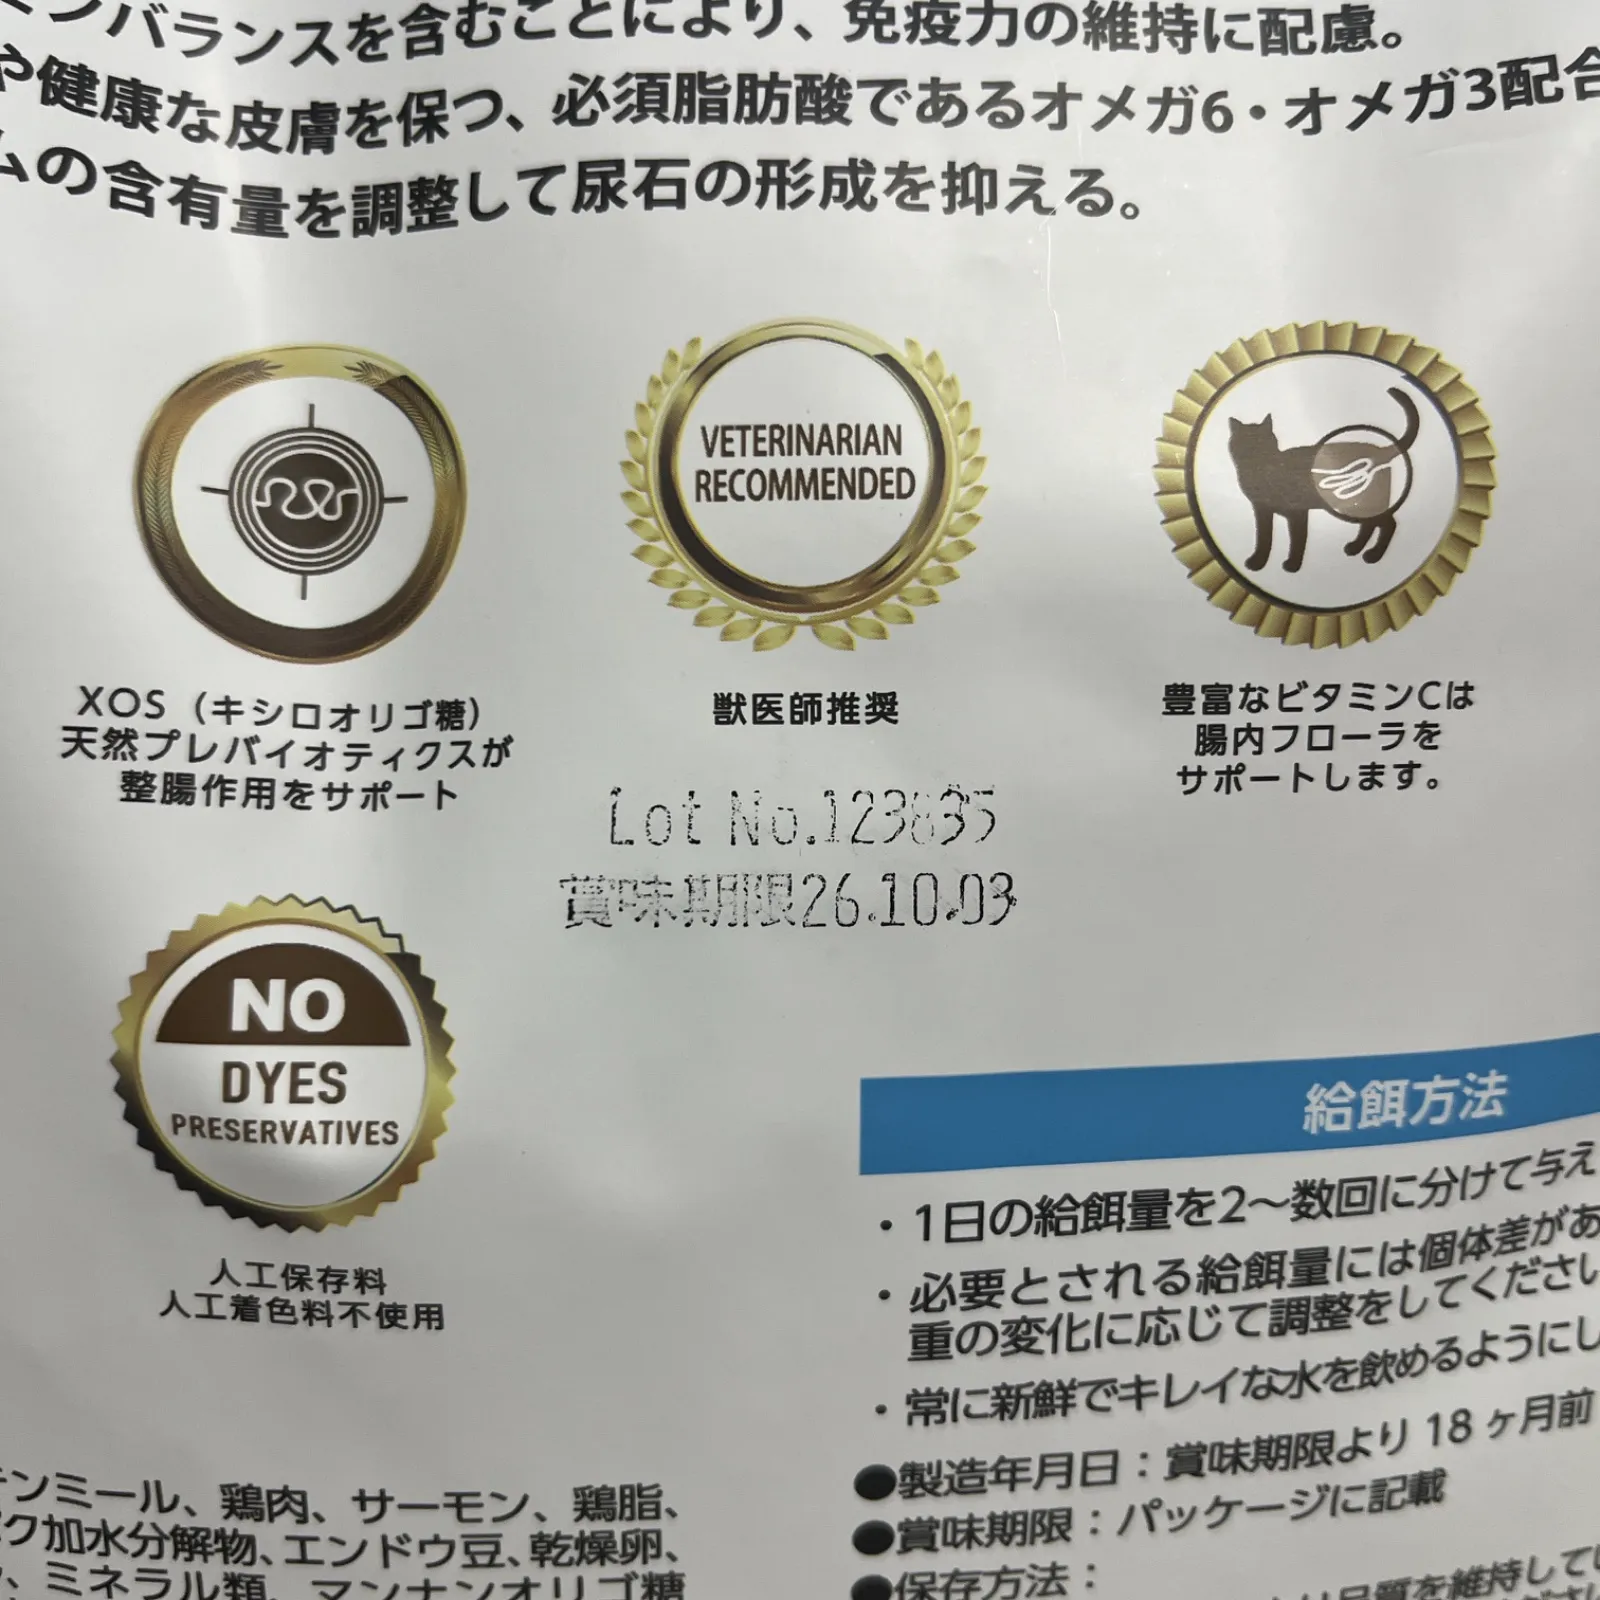 ンバランスを含むことにより、免疫力の維持に配慮。
や健康な皮膚を保つ、必須脂肪酸であるオメガ6・オメガ3配合
ムの含有量を調整して尿石の形成を抑える。
VETERINARIAN
RECOMMENDED
XOS（キシロオリゴ糖）
天然プレバイオティクスが
整腸作用をサポート
獣医師推奨
豊富なビタミンCは
腸内フローラを
サポートします。
Lot No.123835
賞味期限26.10.03
NO
DYES
PRESERVATIVES
人工保存料
人工着色料不使用
給餌方法
・1日の給餌量を2〜数回に分けて与え
・必要とされる給餌量には個体差があ
重の変化に応じて調整をしてください
・常に新鮮でキレイな水を飲めるようにし
●製造年月日：賞味期限より18ヶ月前
●賞味期限：パッケージに記載
●保存方法：
ンミール、鶏肉、サーモン、鶏脂、
ク加水分解物、エンドウ豆、乾燥卵、
、ミネラル類、マンナンオリゴ糖
品質を維持してい